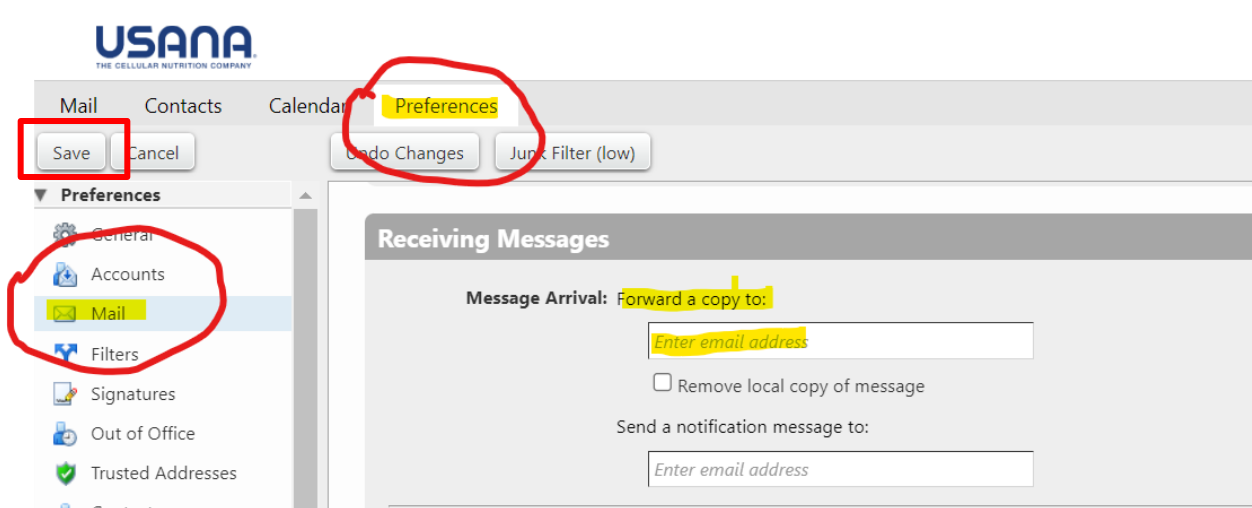 USANA
THE CELLULAR NUTRITION COMPANY
Mail Contacts Calendar Preferences
Save Cancel Undo Changes Junk Filter (low)
Preferences
General
Accounts
Mail
Filters
Signatures
Out of Office
Trusted Addresses
Receiving Messages
Message Arrival: Forward a copy to:
Enter email address
Remove local copy of message
Send a notification message to:
Enter email address